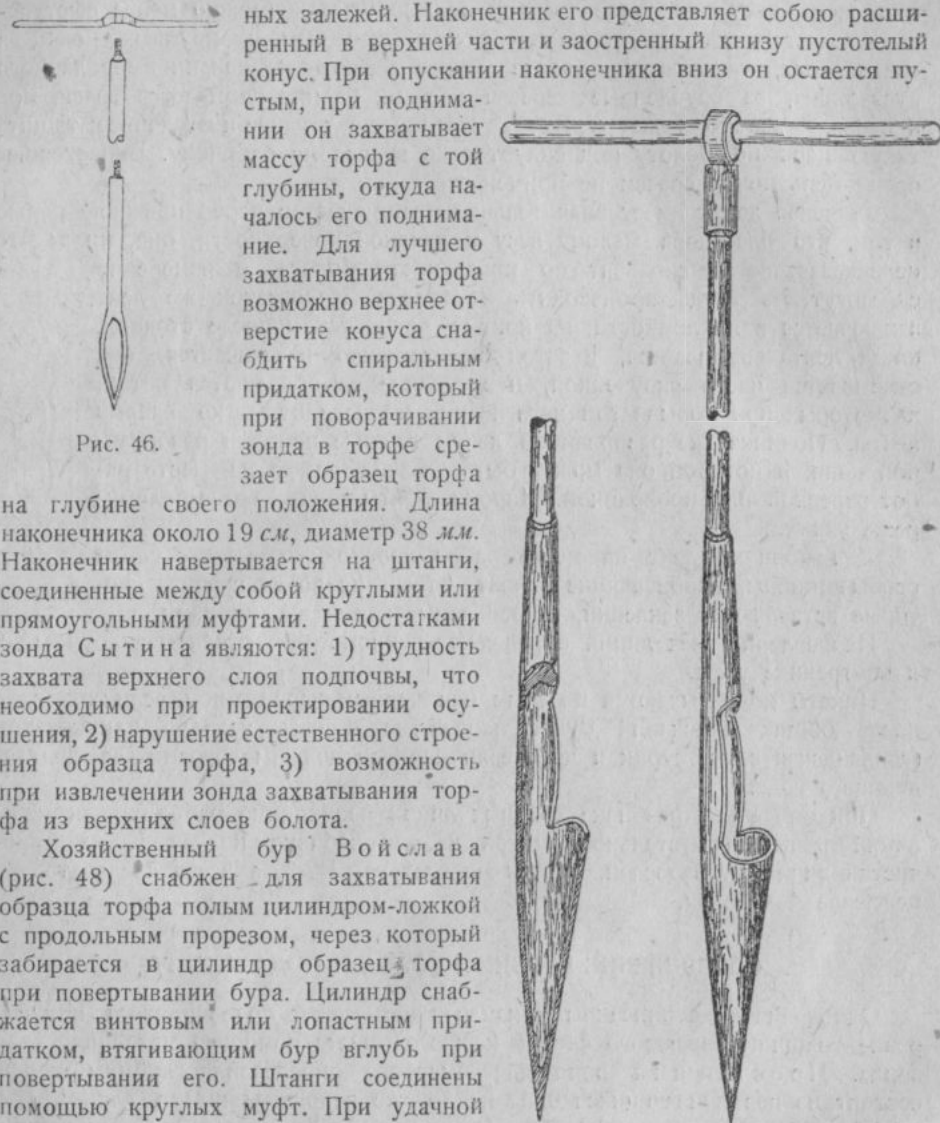 ных залежей. Наконечник его представляет собою расши-
ренный в верхней части и заостренный книзу пустотелый
конус. При опускании наконечника вниз он остается пу-
стым, при поднима-
нии он захватывает
массу торфа с той
глубины, откуда на-
чалось его поднима-
ние. Для лучшего
захватывания торфа
возможно верхнее от-
верстие конуса сна-
бдить спиральным
придатком, который
при поворачивании
зонда в торфе сре-
зает образец торфа
Рис. 46.
на глубине своего положения. Длина
наконечника около 19 см, диаметр 38 мм.
Наконечник навертывается на штанги,
соединенные между собой круглыми или
прямоугольными муфтами. Недостатками
зонда Сытина являются: 1) трудность
захвата верхнего слоя подпочвы, что
необходимо при проектировании осу-
шения, 2) нарушение естественного строе-
ния образца торфа, 3) возможность
при извлечении зонда захватывания тор-
фа из верхних слоев болота.
Хозяйственный бур Войслава
(рис. 48) снабжен для захватывания
образца торфа полым цилиндром-ложкой
с продольным прорезом, через который
забирается в цилиндр образец торфа
при повертывании бура. Цилиндр снаб-
жается винтовым или лопастным при-
датком, втягивающим бур вглубь при
повертывании его. Штанги соединены
помощью круглых муфт. При удачной